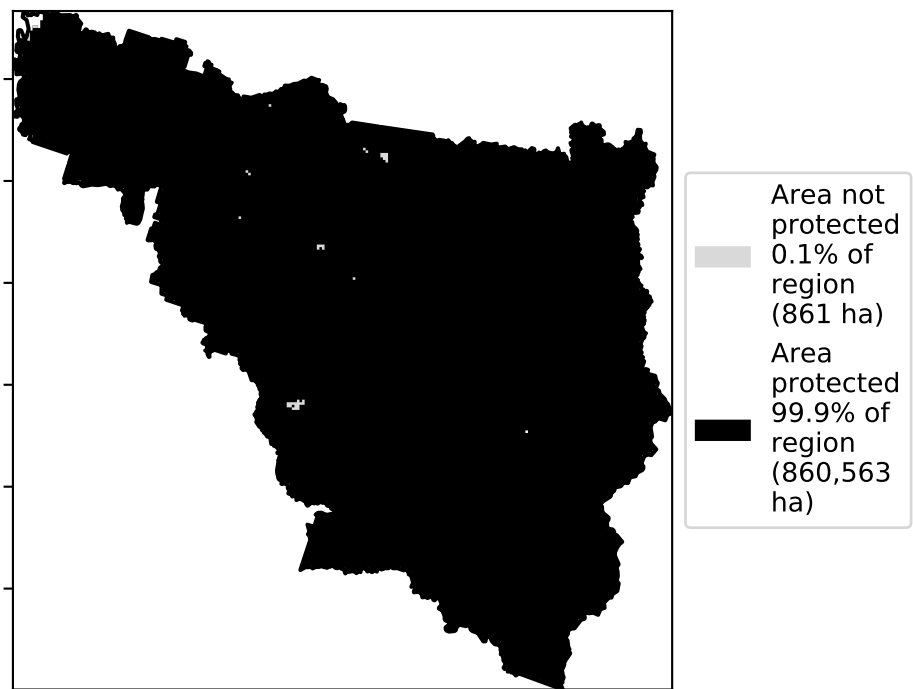 Area not
protected
0.1% of
region
(861 ha)
Area
protected
99.9% of
region
(860,563
ha)